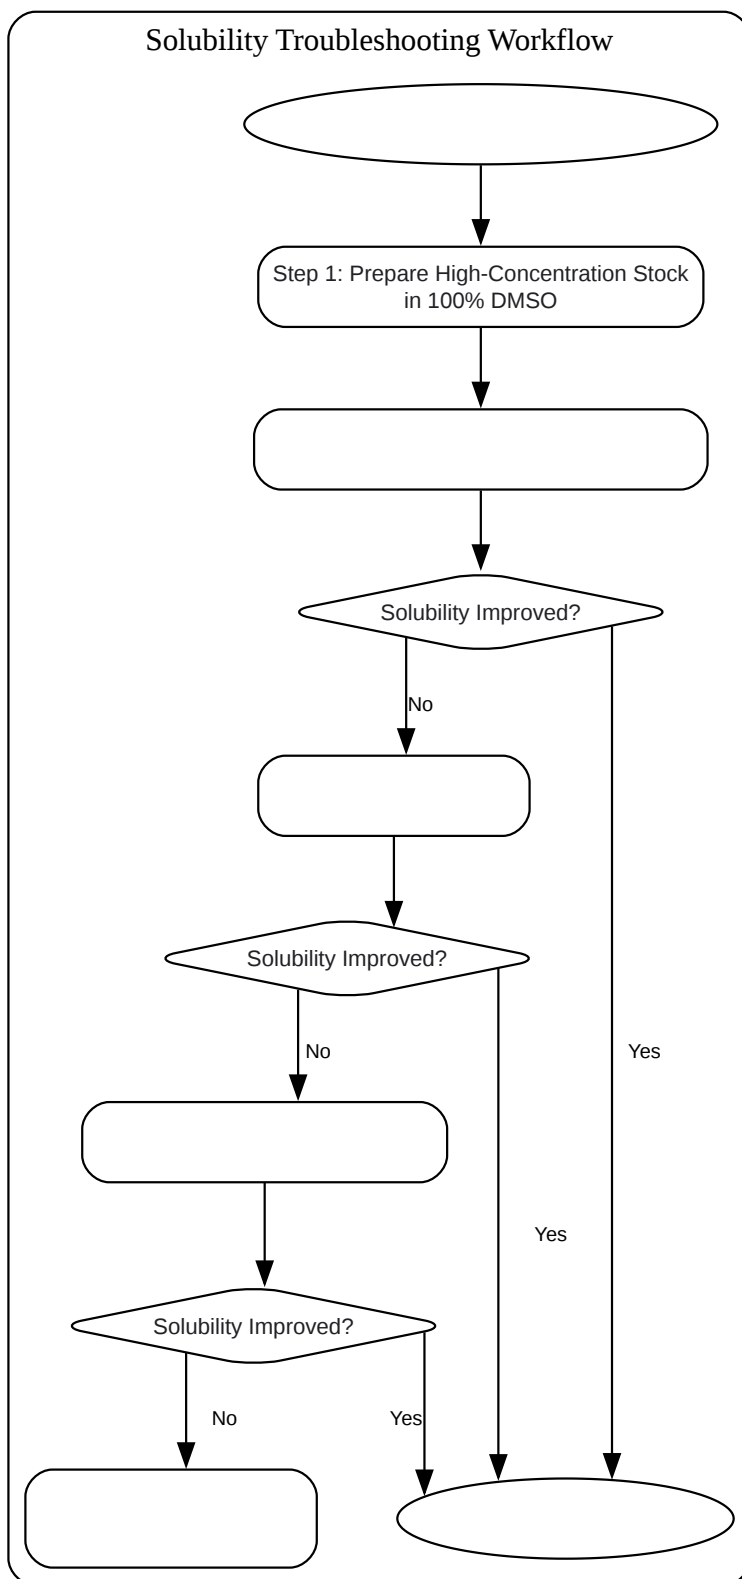 Solubility Troubleshooting Workflow
Step 1: Prepare High-Concentration Stock
in 100% DMSO
Solubility Improved?
No
Solubility Improved?
No
Yes
Yes
Solubility Improved?
No
Yes